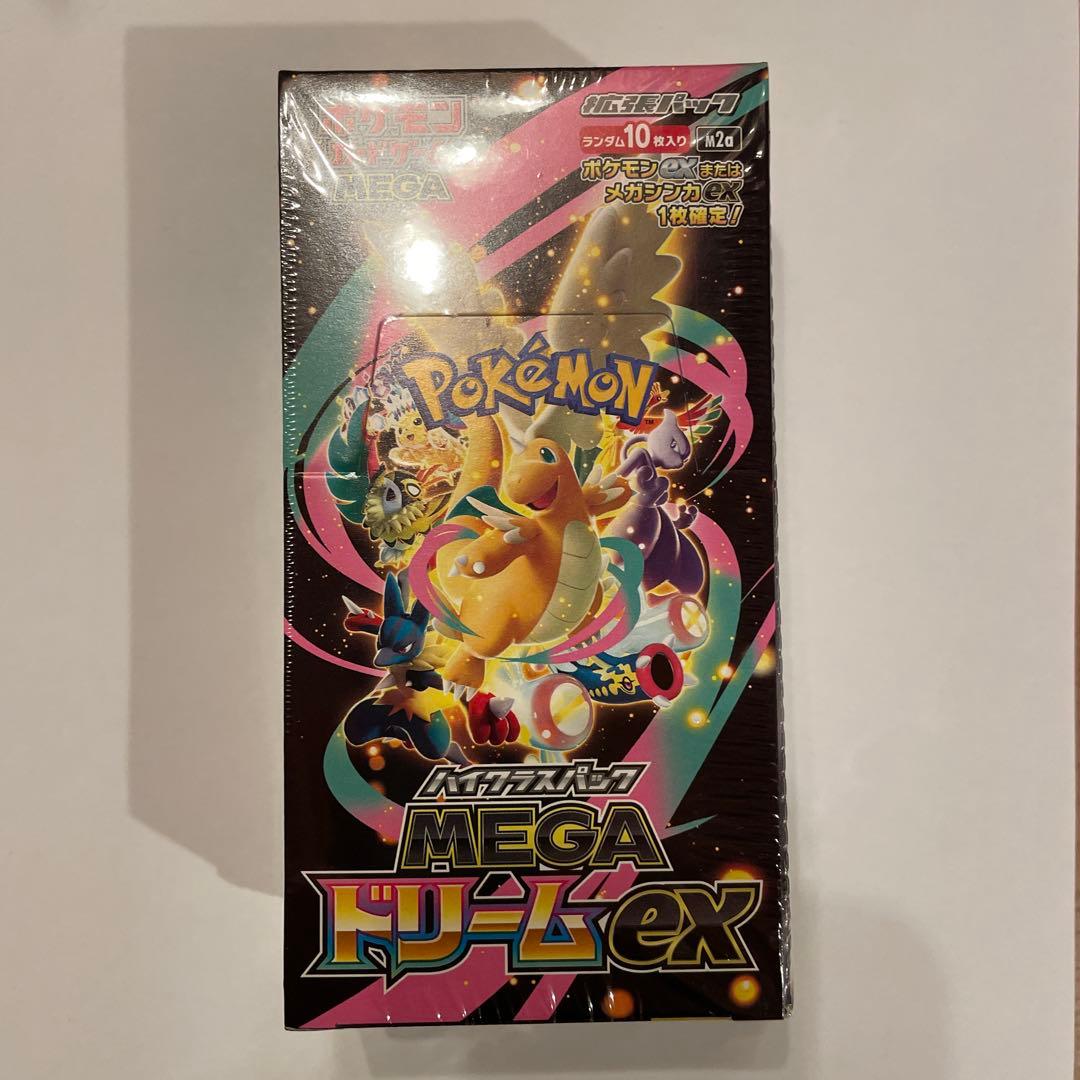 ポケモン
カードゲーム
MEGA
拡張パック
ランダム10枚入り
M2a
ポケモンexまたは
メガシンカex
1枚確定!
POKéMON
TM
ハイクラスパック
MEGA
ドリームex